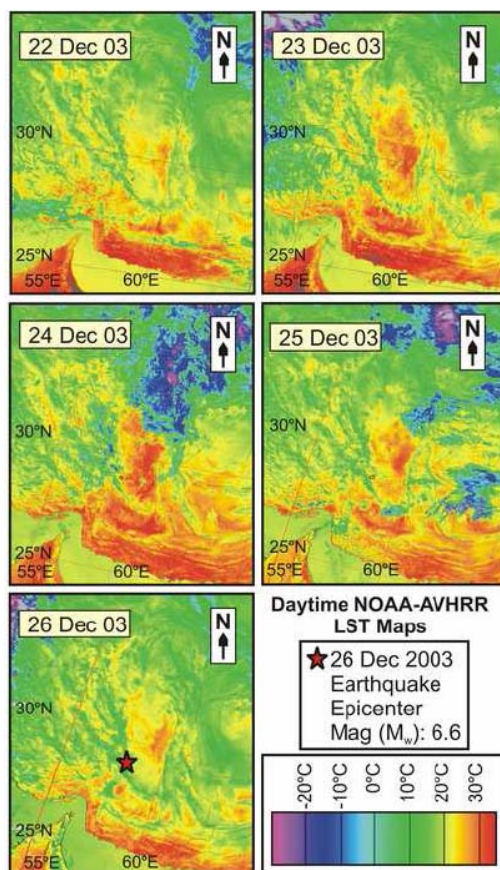 22 Dec 03
N
30°N
25°N
55°E
60°E
23 Dec 03
N
30°N
25°N
55°E
60°E
24 Dec 03
N
30°N
25°N
55°E
60°E
25 Dec 03
N
30°N
25°N
55°E
60°E
26 Dec 03
N
30°N
25°N
55°E
60°E
Daytime NOAA-AVHRR
LST Maps
26 Dec 2003
Earthquake
Epicenter
Mag (Mw): 6.6
-20°C
-10°C
0°C
10°C
20°C
30°C